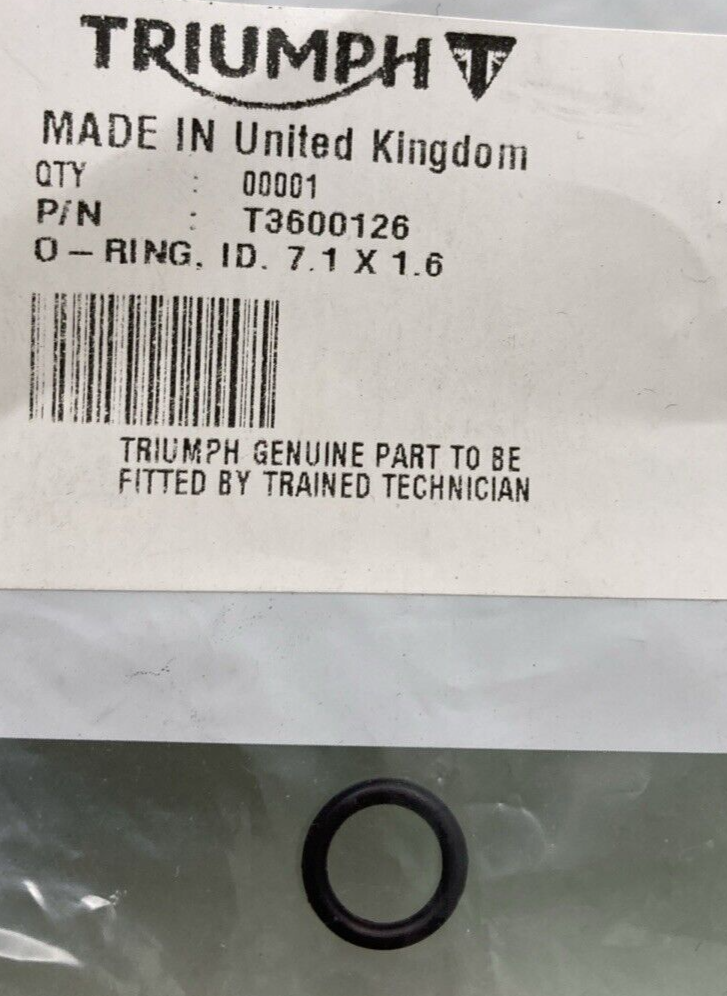 TRIUMPH T
MADE IN United Kingdom
QTY : 00001
P/N : T3600126
O – RING, ID. 7.1 X 1.6
TRIUMPH GENUINE PART TO BE
FITTED BY TRAINED TECHNICIAN